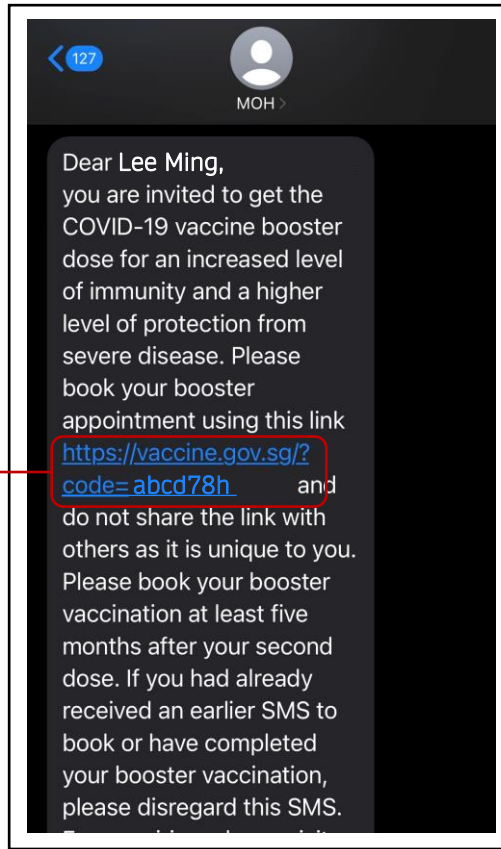 127
MOH >
Dear Lee Ming,
you are invited to get the
COVID-19 vaccine booster
dose for an increased level
of immunity and a higher
level of protection from
severe disease. Please
book your booster
appointment using this link
https://vaccine.gov.sg/?
code= abcd78h and
do not share the link with
others as it is unique to you.
Please book your booster
vaccination at least five
months after your second
dose. If you had already
received an earlier SMS to
book or have completed
your booster vaccination,
please disregard this SMS.